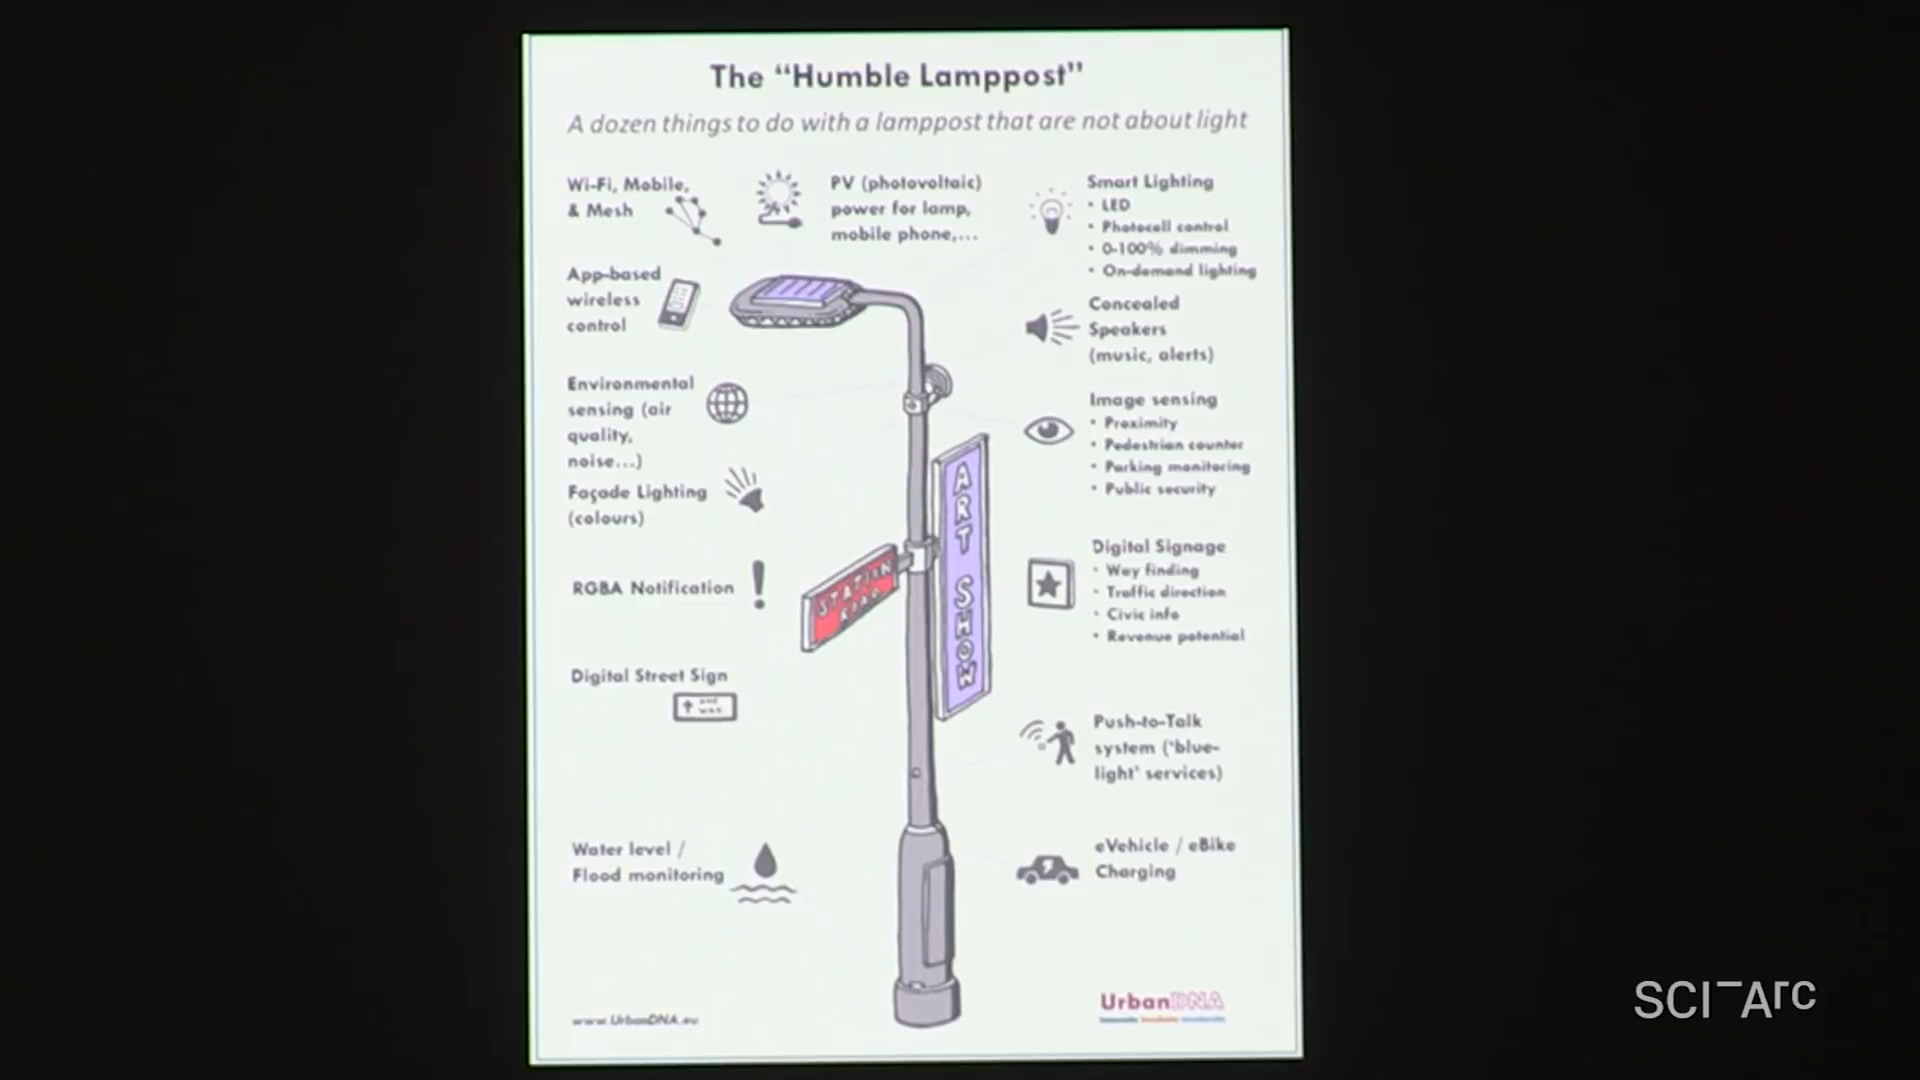 The “Humble Lamppost”
A dozen things to do with a lamppost that are not about light
Wi-Fi, Mobile,
& Mesh
PV (photovoltaic)
power for lamp,
mobile phone,...
Smart Lighting
• LED
• Photocell control
• 0-100% dimming
• On-demand lighting
App-based
wireless
control
Concealed
Speakers
(music, alerts)
Environmental
sensing (air
quality,
noise...)
Image sensing
• Proximity
• Pedestrian counter
• Parking monitoring
• Public security
Façade Lighting
(colours)
ART SHOW
STATION
RGBA Notification
Digital Signage
• Way finding
• Traffic direction
• Civic info
• Revenue potential
Digital Street Sign
Push-to-Talk
system ('blue-
light' services)
Water level /
Flood monitoring
eVehicle / eBike
Charging
www.UrbanDNA.eu
UrbanDNA
SCI-Arc